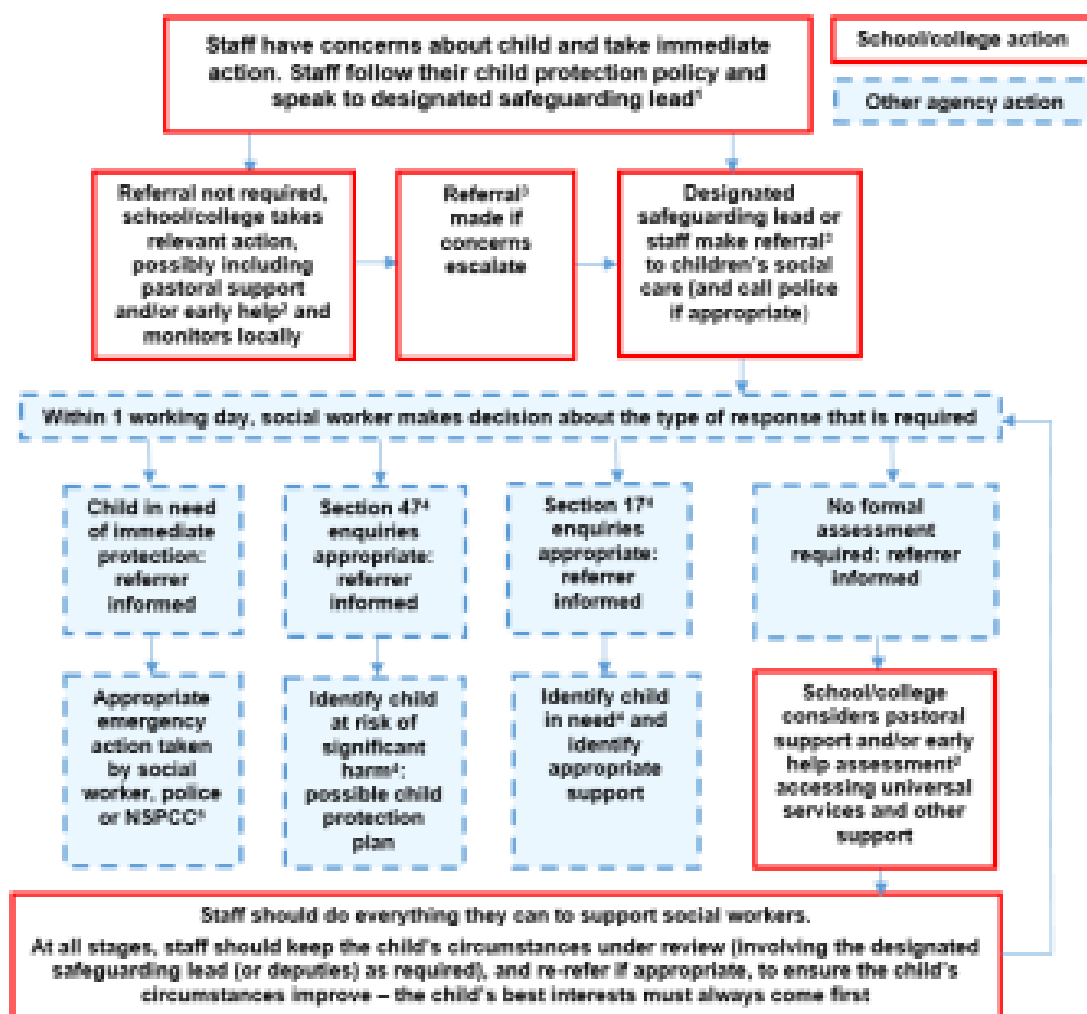 Staff have concerns about child and take immediate
action. Staff follow their child protection policy and
speak to designated safeguarding lead¹
School/college action
Other agency action
Referral not required,
school/college takes
relevant action,
possibly including
pastoral support
and/or early help² and
monitors locally
Referral³
made if
concerns
escalate
Designated
safeguarding lead or
staff make referral³
to children's social
care (and call police
if appropriate)
Within 1 working day, social worker makes decision about the type of response that is required
Child in need
of immediate
protection:
referrer
informed
Section 47⁴
enquiries
appropriate:
referrer
informed
Section 17⁴
enquiries
appropriate:
referrer
informed
No formal
assessment
required: referrer
informed
Appropriate
emergency
action taken
by social
worker, police
or NSPCC⁵
Identify child
at risk of
significant
harm⁴:
possible child
protection
plan
Identify child
in need⁴ and
identify
appropriate
support
School/college
considers pastoral
support and/or early
help assessment²
accessing universal
services and other
support
Staff should do everything they can to support social workers.
At all stages, staff should keep the child's circumstances under review (involving the designated
safeguarding lead (or deputies) as required), and re-refer if appropriate, to ensure the child's
circumstances improve – the child's best interests must always come first